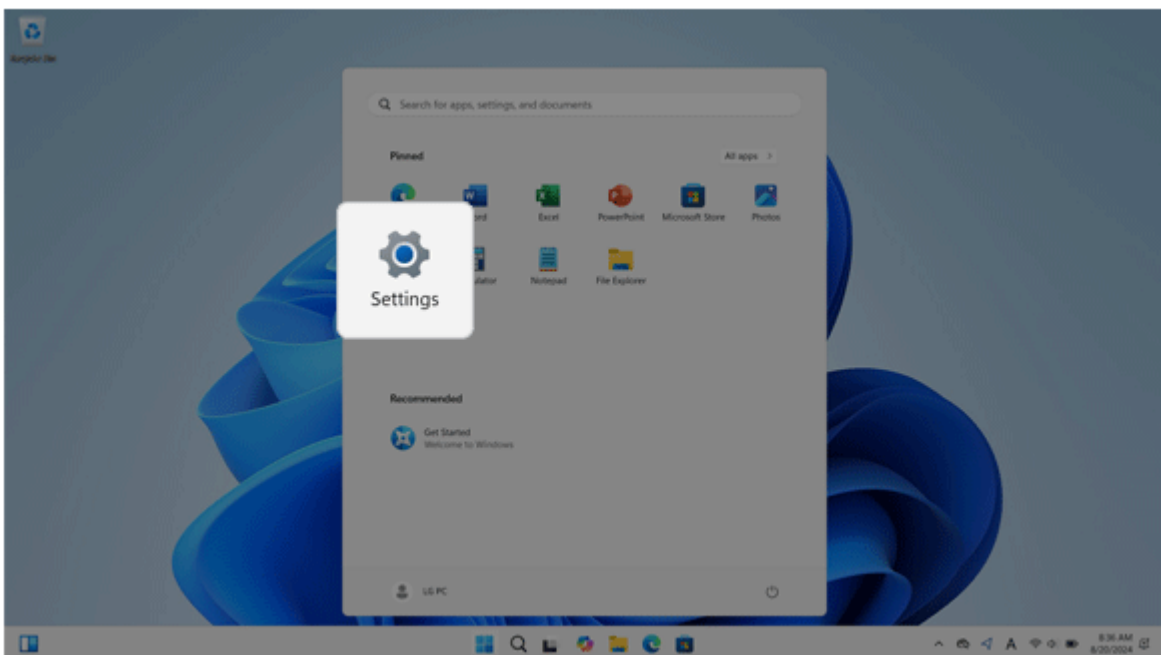 Search for apps, settings, and documents
Pinned
All apps >
Excel
PowerPoint
Microsoft Store
Photos
Settings
Notepad
File Explorer
Recommended
Get Started
Welcome to Windows
LG PC
A
8:36 AM
8/20/2024